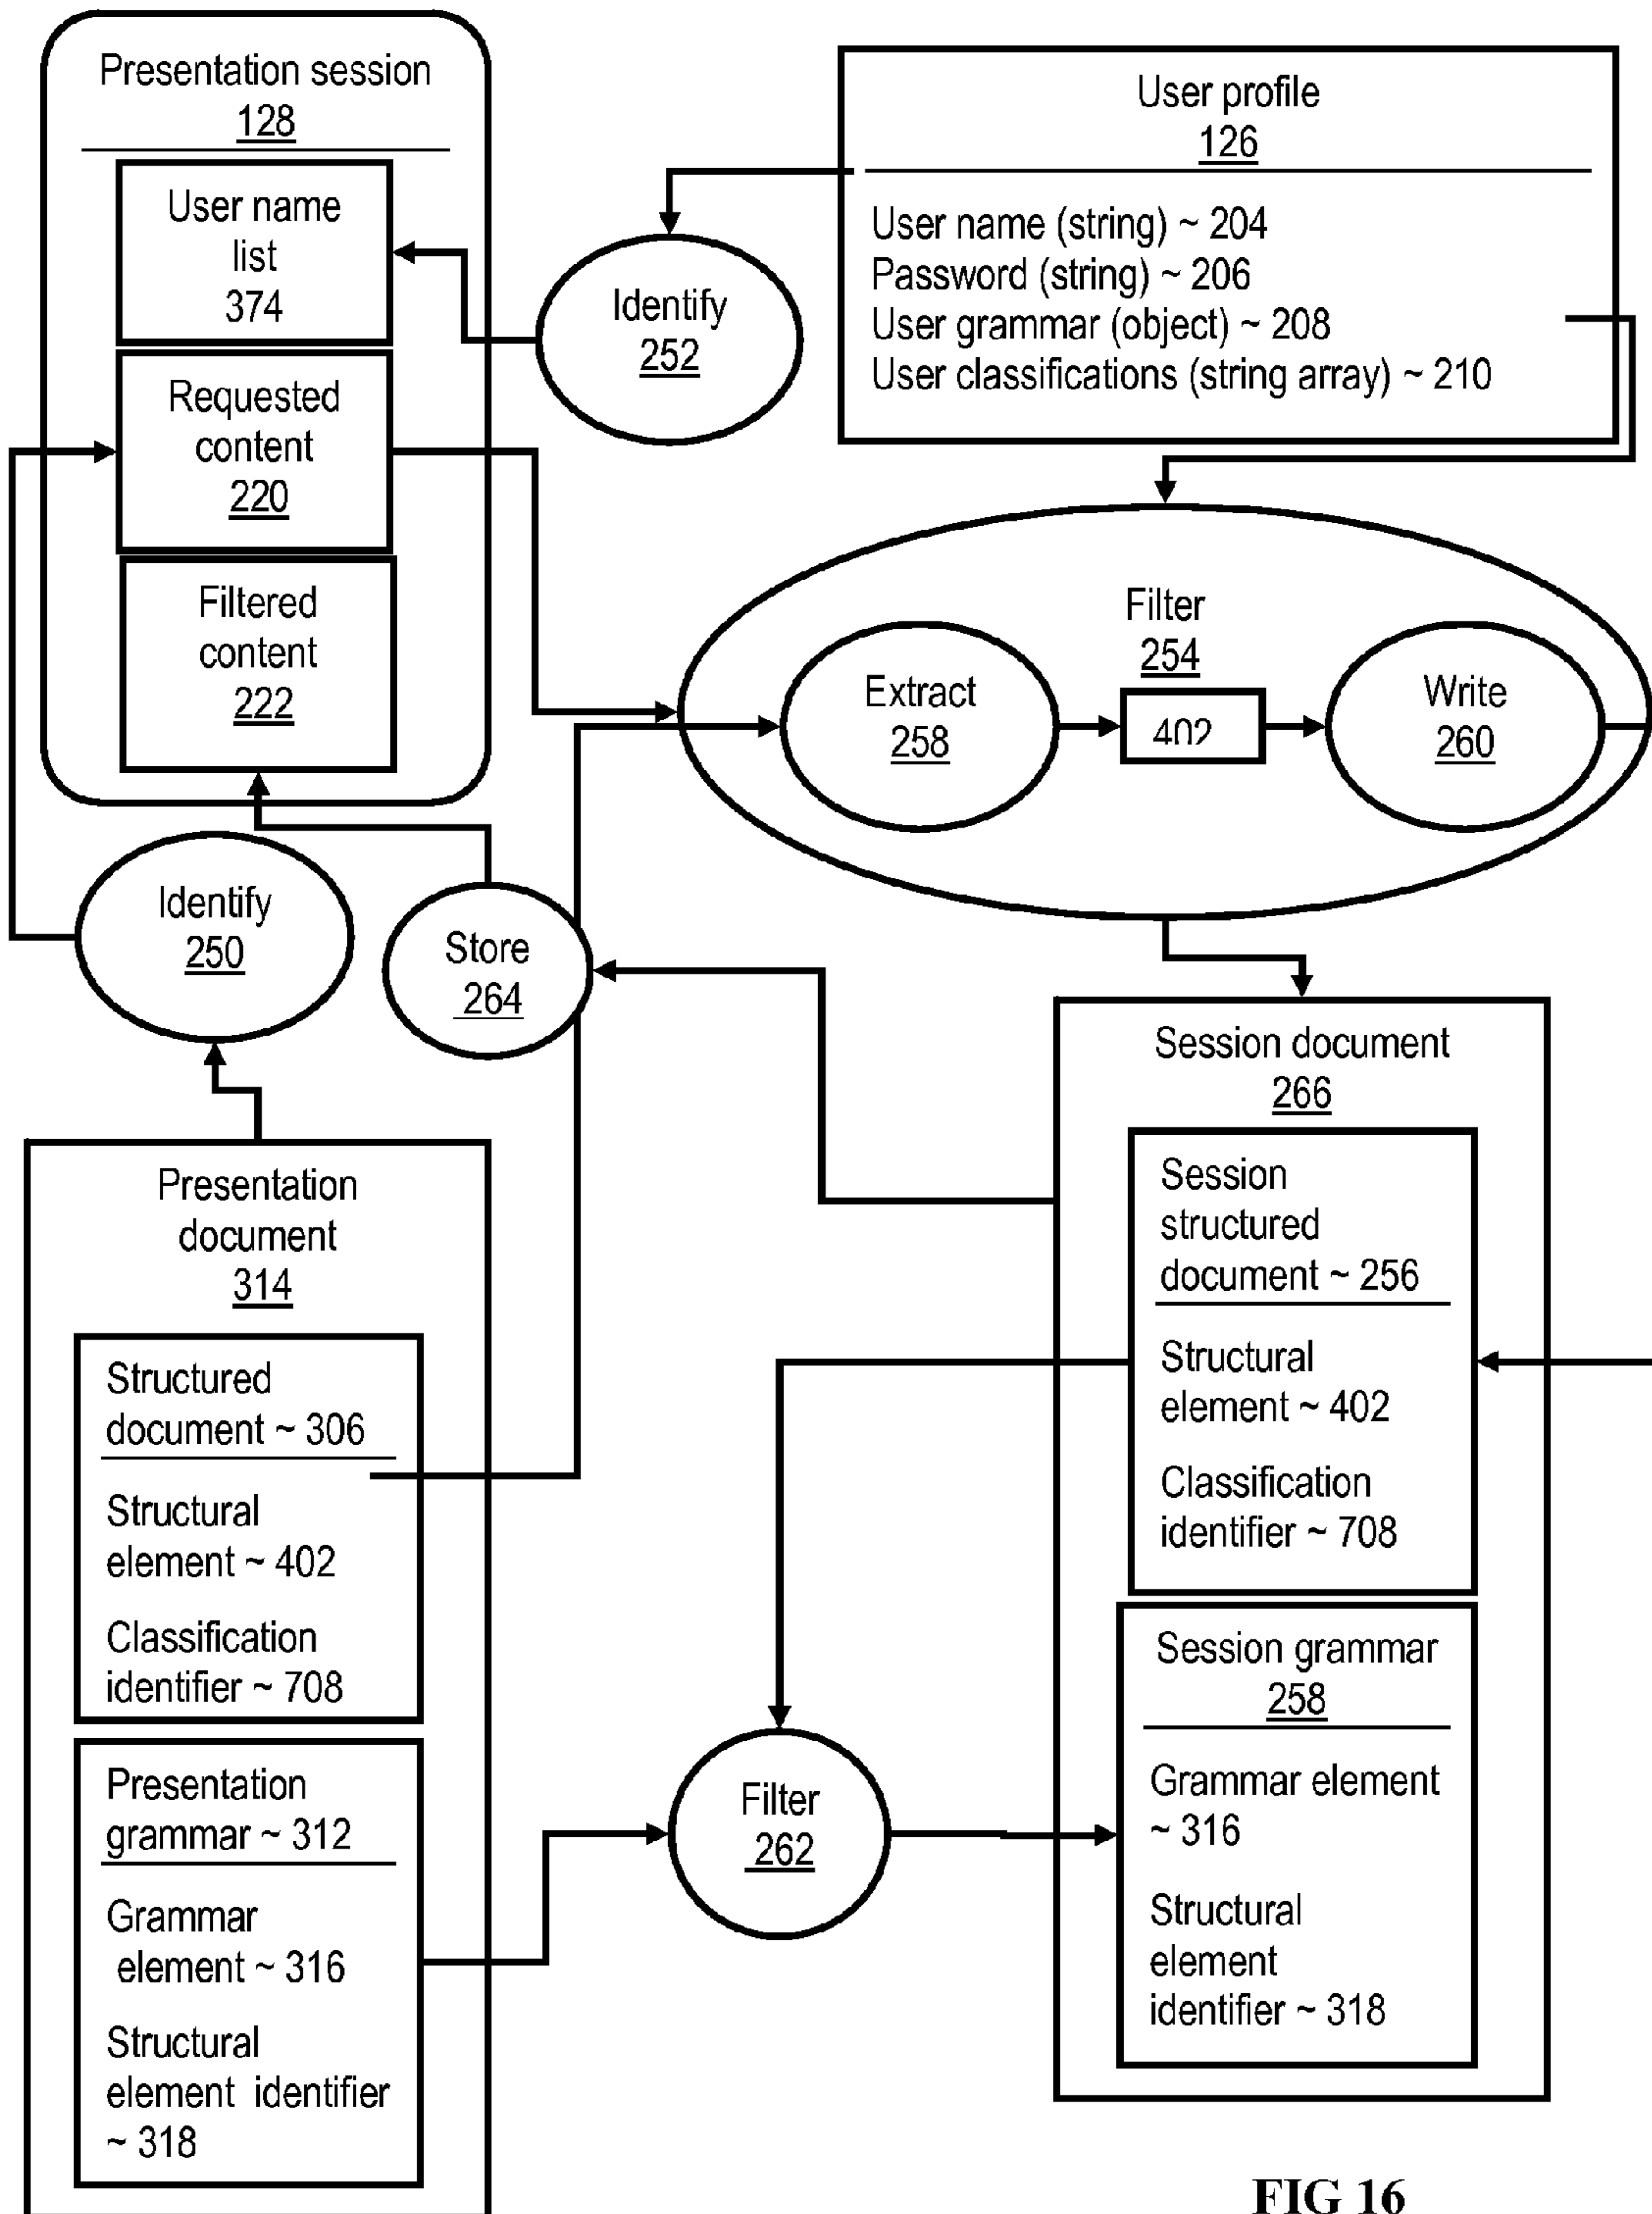 Presentation session
128
User name
list
374
Requested
content
220
Filtered
content
222
Identify
252
User profile
126
User name (string) ~ 204
Password (string) ~ 206
User grammar (object) ~ 208
User classifications (string array) ~ 210
Filter
254
Extract
258
402
Write
260
Identify
250
Store
264
Session document
266
Session
structured
document ~ 256
Structural
element ~ 402
Classification
identifier ~ 708
Session grammar
258
Grammar element
~ 316
Structural
element
identifier ~ 318
Presentation
document
314
Structured
document ~ 306
Structural
element ~ 402
Classification
identifier ~ 708
Presentation
grammar ~ 312
Grammar
element ~ 316
Structural
element identifier
~ 318
Filter
262
FIG 16